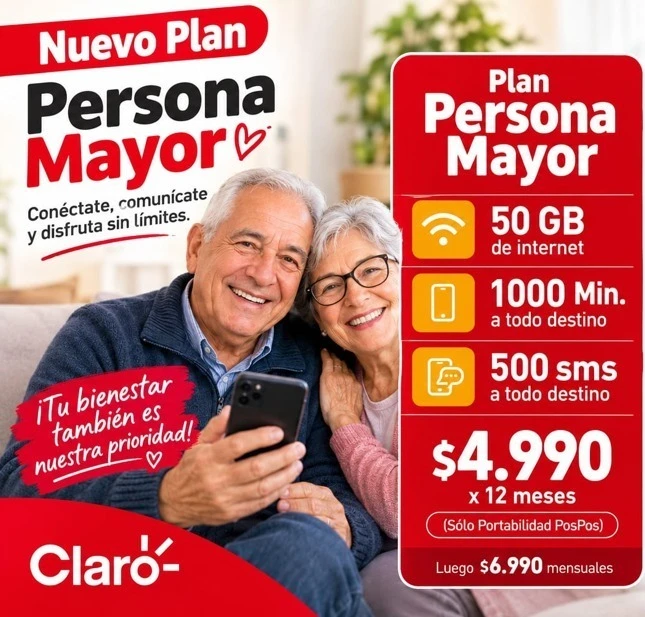 Nuevo Plan
Persona
Mayor
Conéctate, comunícate
y disfruta sin límites.
¡Tu bienestar
también es
nuestra prioridad!
Claro
Plan
Persona
Mayor
50 GB
de internet
1000 Min.
a todo destino
500 sms
a todo destino
$4.990
x 12 meses
(Sólo Portabilidad PosPos)
Luego $6.990 mensuales